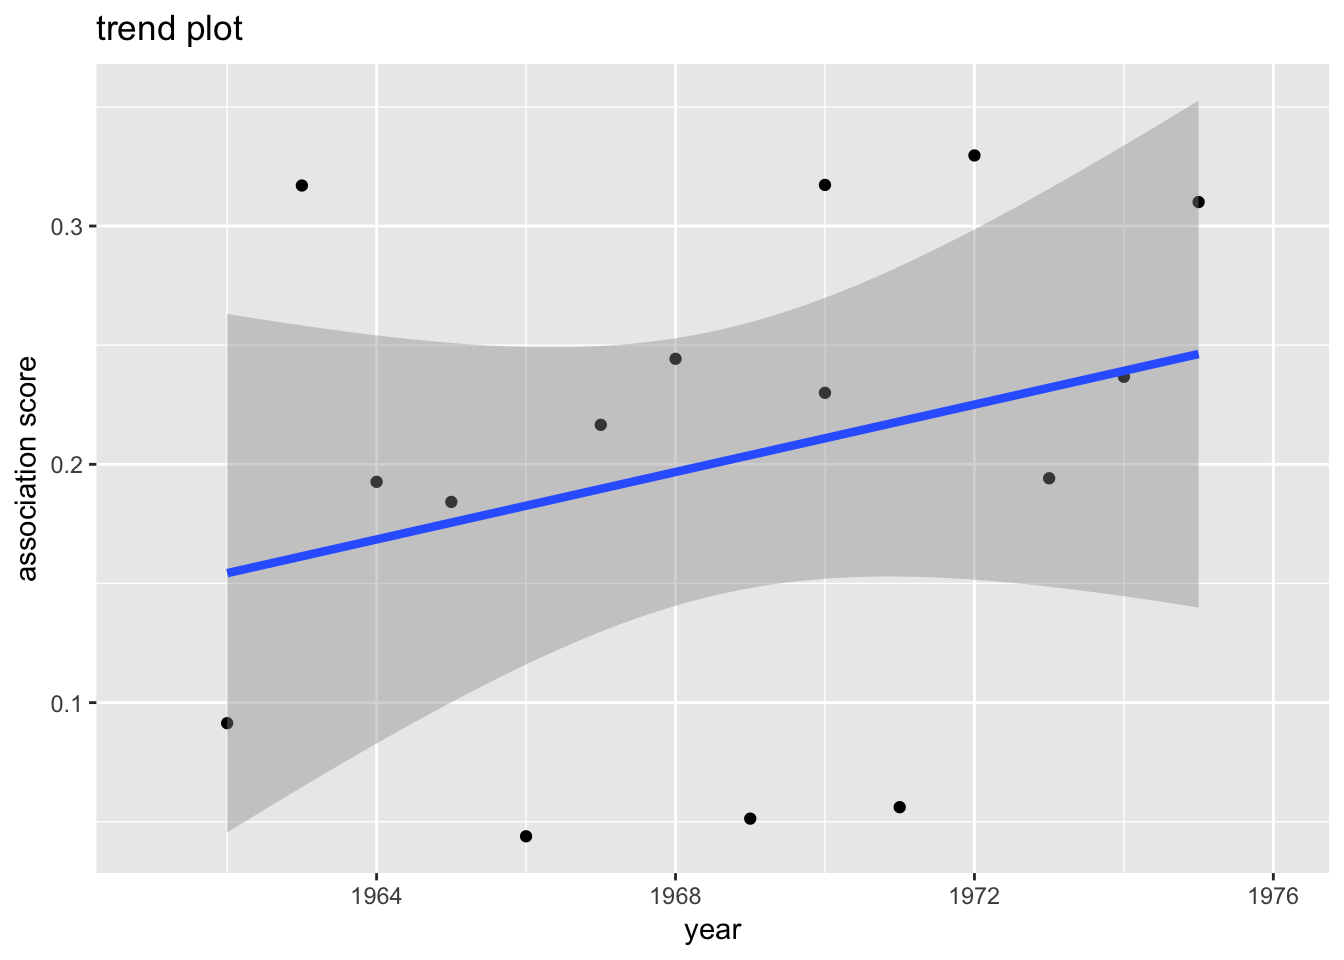 trend plot
0.3
0.2
0.1
association score
1964 1968 1972 1976
year